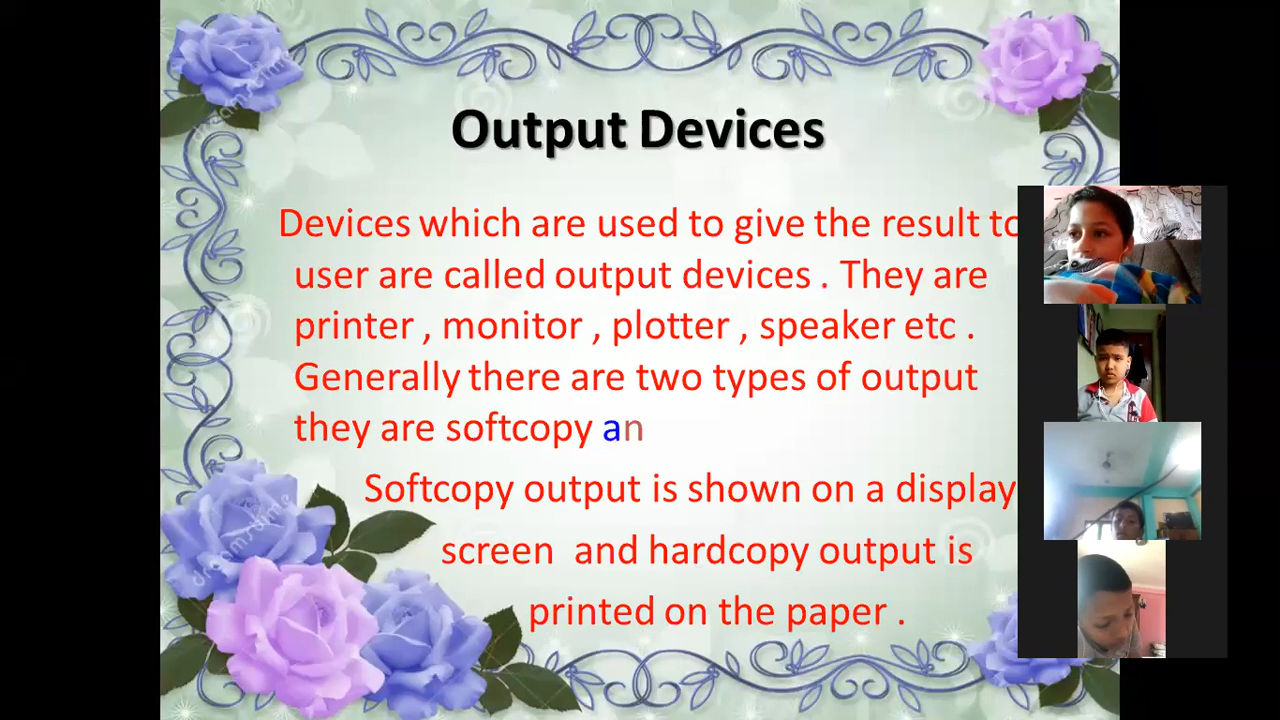 Output Devices
Devices which are used to give the result to
user are called output devices . They are
printer , monitor , plotter , speaker etc .
Generally there are two types of output
they are softcopy an
Softcopy output is shown on a display
screen and hardcopy output is
printed on the paper .
dreamstime
dreamstime